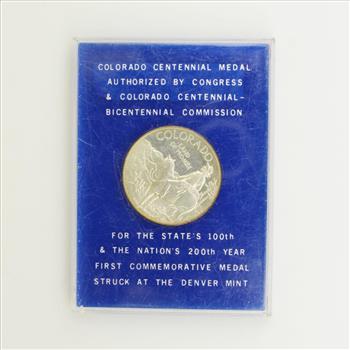 COLORADO CENTENNIAL MEDAL
AUTHORIZED BY CONGRESS
& COLORADO CENTENNIAL-
BICENTENNIAL COMMISSION
COLORADO
FOR THE STATE'S 100th
& THE NATION'S 200th YEAR
FIRST COMMEMORATIVE MEDAL
STRUCK AT THE DENVER MINT